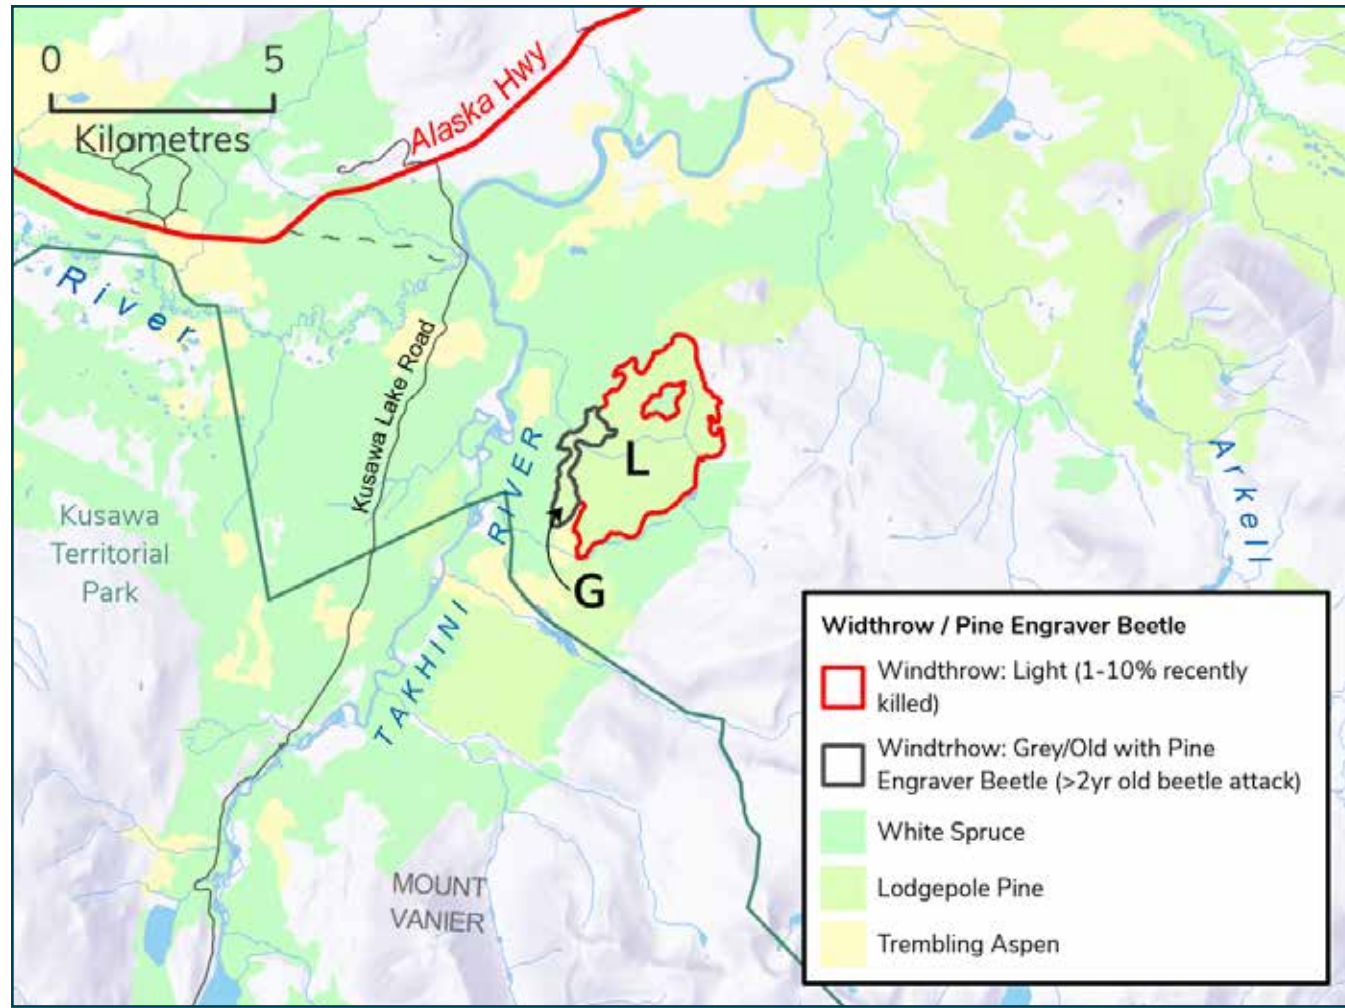 0 5
Kilometres
Alaska Hwy
River
Kusawa Lake Road
RIVER
TAKHINI
L
G
Arkell
Kusawa
Territorial
Park
MOUNT
VANIER
Widthrow / Pine Engraver Beetle
Windthrow: Light (1-10% recently
killed)
Windtrhow: Grey/Old with Pine
Engraver Beetle (>2yr old beetle attack)
White Spruce
Lodgepole Pine
Trembling Aspen